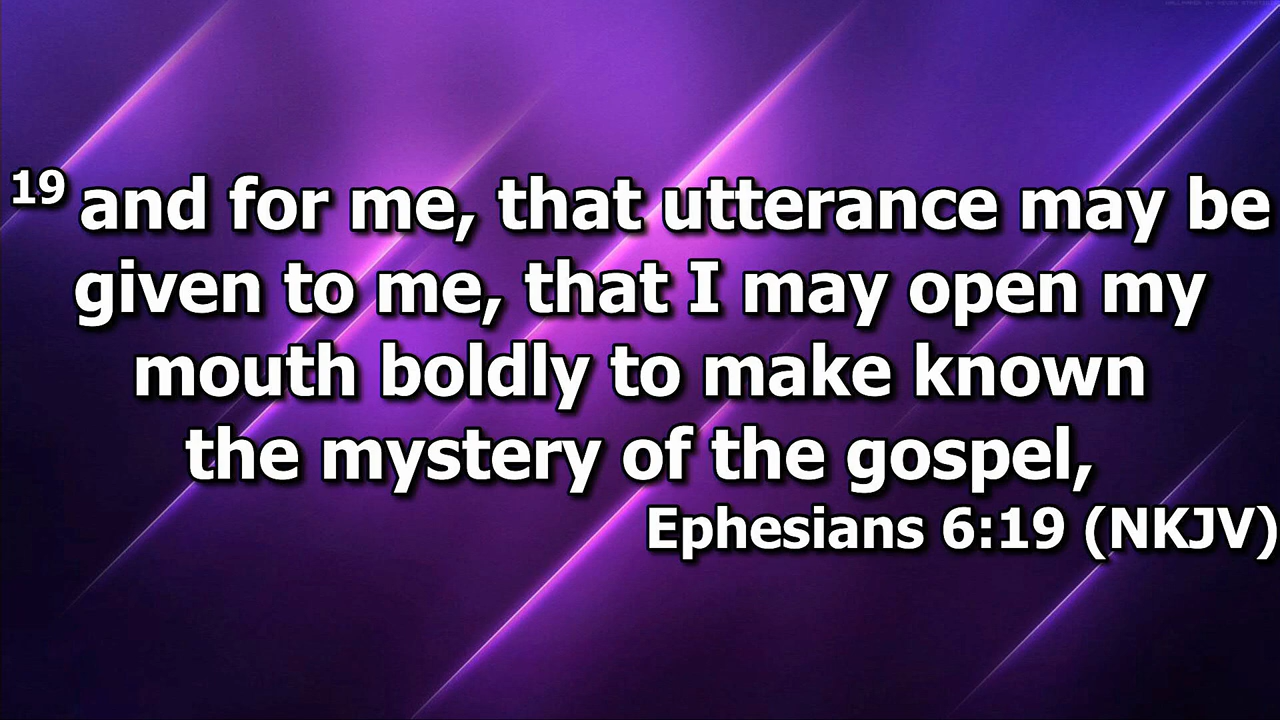 19 and for me, that utterance may be
given to me, that I may open my
mouth boldly to make known
the mystery of the gospel,
Ephesians 6:19 (NKJV)